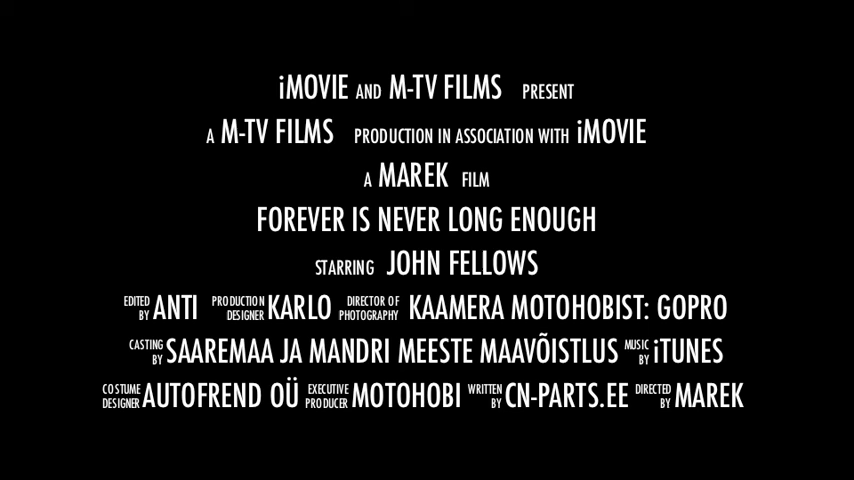 iMOVIE AND M-TV FILMS PRESENT
A M-TV FILMS PRODUCTION IN ASSOCIATION WITH iMOVIE
A MAREK FILM
FOREVER IS NEVER LONG ENOUGH
STARRING JOHN FELLOWS
EDITED BY ANTI PRODUCTION DESIGNER KARLO DIRECTOR OF PHOTOGRAPHY KAAMERA MOTOHOBIST: GOPRO
CASTING BY SAAREMAA JA MANDRI MEESTE MAAVÕISTLUS MUSIC BY iTUNES
COSTUME DESIGNER AUTOFREND OÜ EXECUTIVE PRODUCER MOTOHOBI WRITTEN BY CN-PARTS.EE DIRECTED BY MAREK